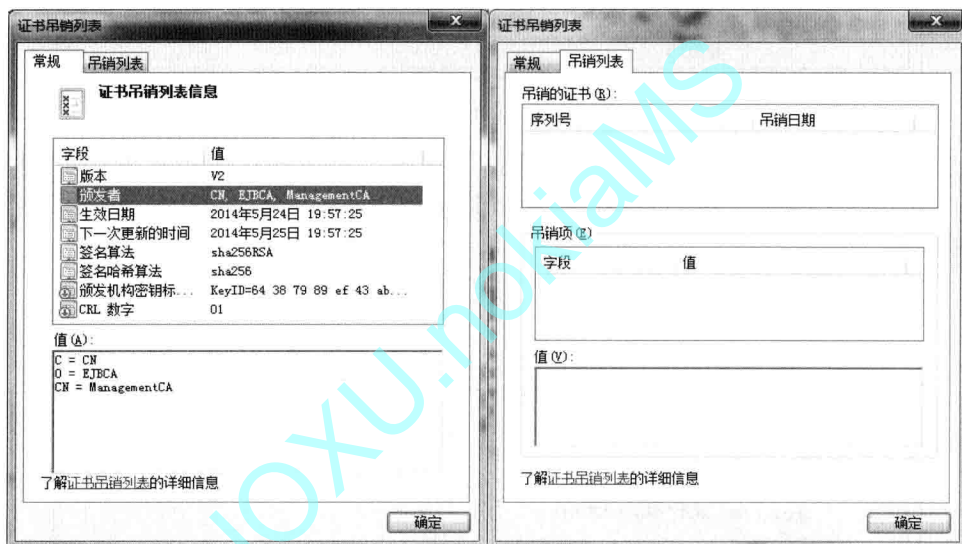 证书吊销列表
常规 吊销列表
证书吊销列表信息
字段 值
版本 V2
颁发者 CN, EJBCA, ManagementCA
生效日期 2014年5月24日 19:57:25
下一次更新的时间 2014年5月25日 19:57:25
签名算法 sha256RSA
签名哈希算法 sha256
颁发机构密钥标... KeyID=64 38 79 89 ef 43 ab...
CRL 数字 01
值(A):
C = CN
O = EJBCA
CN = ManagementCA
了解证书吊销列表的详细信息
确定
证书吊销列表
常规 吊销列表
吊销的证书(R):
序列号 吊销日期
吊销项(E)
字段 值
值(V):
了解证书吊销列表的详细信息
确定
UOXU.nokiaMS